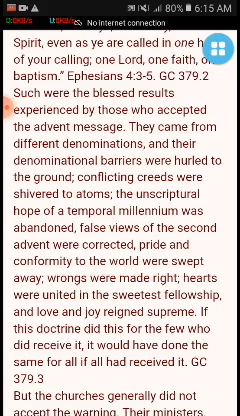 80% 6:15 AM
0.0KB/s U:0KB/s No internet connection
Spirit, even as ye are called in one h
of your calling; one Lord, one faith, on
baptism.” Ephesians 4:3-5. GC 379.2
Such were the blessed results
experienced by those who accepted
the advent message. They came from
different denominations, and their
denominational barriers were hurled to
the ground; conflicting creeds were
shivered to atoms; the unscriptural
hope of a temporal millennium was
abandoned, false views of the second
advent were corrected, pride and
conformity to the world were swept
away; wrongs were made right; hearts
were united in the sweetest fellowship,
and love and joy reigned supreme. If
this doctrine did this for the few who
did receive it, it would have done the
same for all if all had received it. GC
379.3
But the churches generally did not
accept the warning. Their ministers,